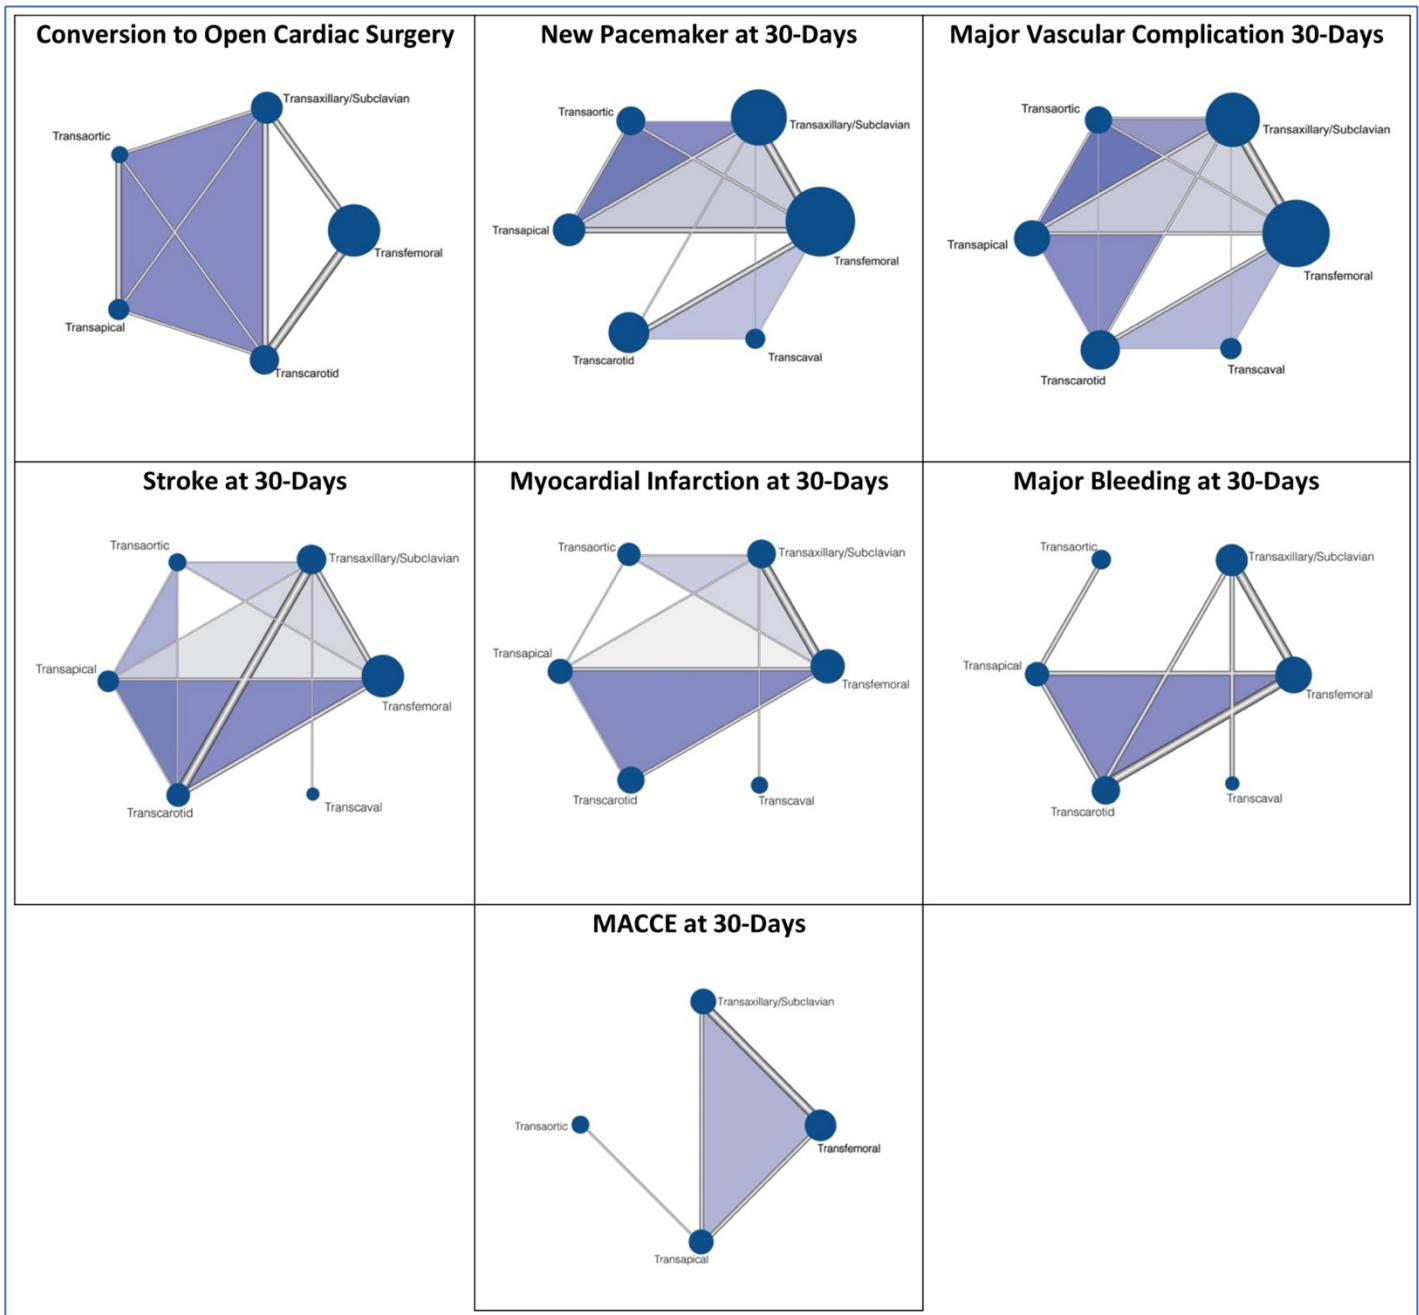 Conversion to Open Cardiac Surgery
Transaxillary/Subclavian
Transaortic
Transfemoral
Transapical
Transcarotid
New Pacemaker at 30-Days
Transaortic
Transaxillary/Subclavian
Transapical
Transfemoral
Transcarotid
Transcaval
Major Vascular Complication 30-Days
Transaortic
Transaxillary/Subclavian
Transapical
Transfemoral
Transcarotid
Transcaval
Stroke at 30-Days
Transaortic
Transaxillary/Subclavian
Transapical
Transfemoral
Transcarotid
Transcaval
Myocardial Infarction at 30-Days
Transaortic
Transaxillary/Subclavian
Transapical
Transfemoral
Transcarotid
Transcaval
Major Bleeding at 30-Days
Transaortic
Transaxillary/Subclavian
Transapical
Transfemoral
Transcarotid
Transcaval
MACCE at 30-Days
Transaxillary/Subclavian
Transaortic
Transfemoral
Transapical